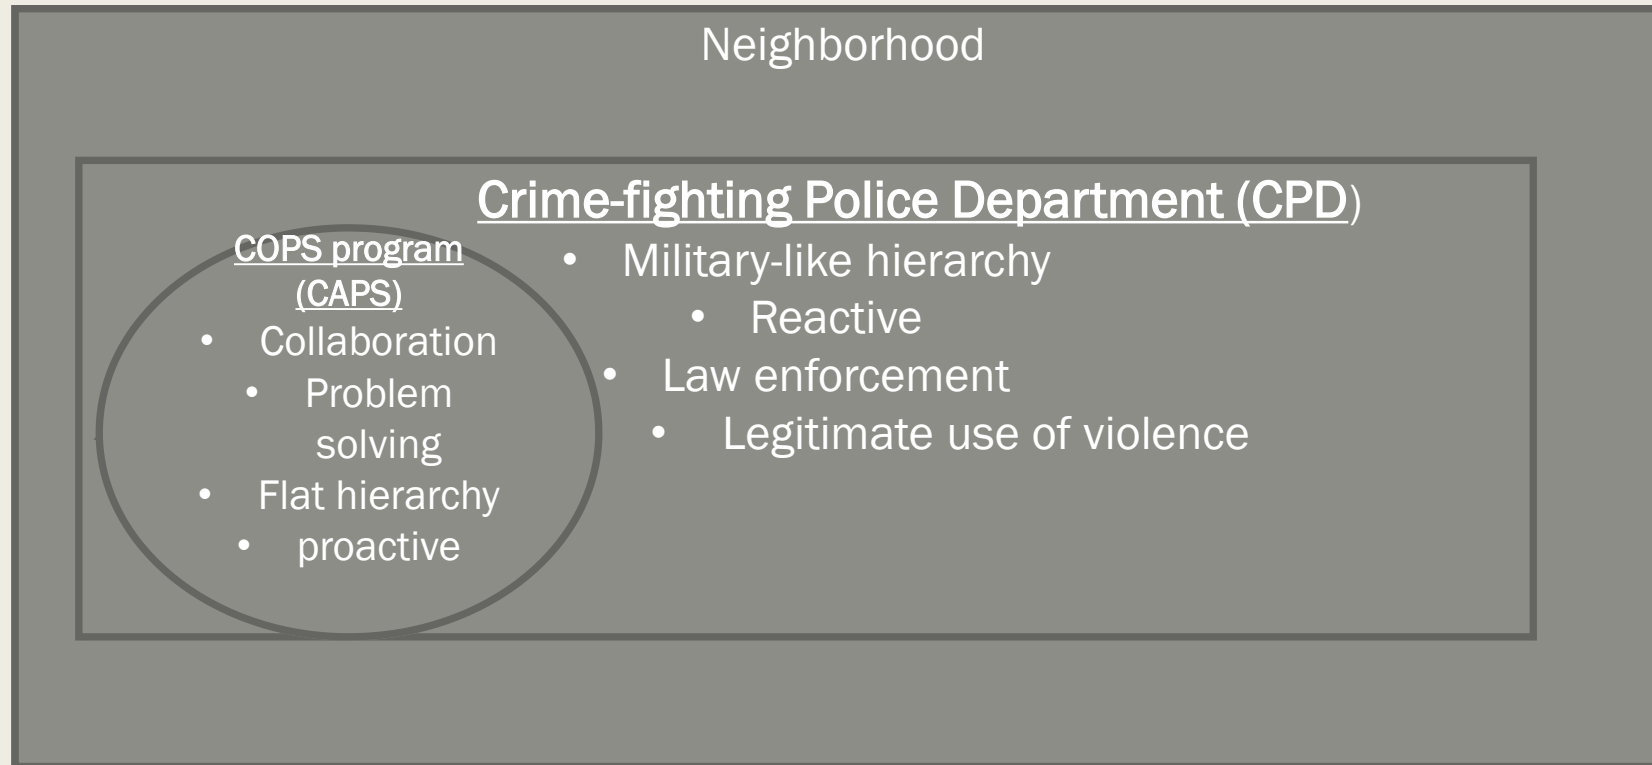 Neighborhood
Crime-fighting Police Department (CPD)
• Military-like hierarchy
• Reactive
• Law enforcement
• Legitimate use of violence
COPS program
(CAPS)
• Collaboration
• Problem
solving
• Flat hierarchy
• proactive